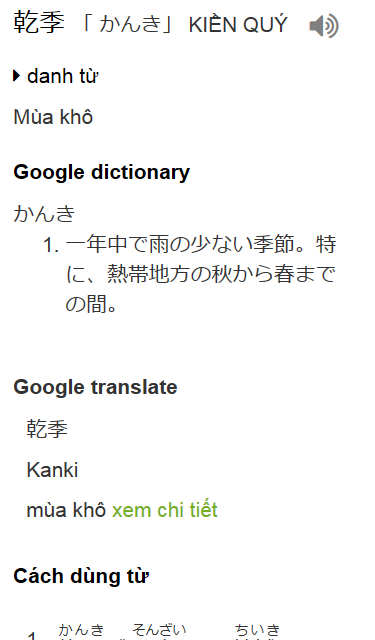 乾季 「 かんき」 KIỀN QUÝ
danh từ
Mùa khô
Google dictionary
かんき
1. 一年中で雨の少ない季節。特
に、熱帯地方の秋から春まで
の間。
Google translate
乾季
Kanki
mùa khô xem chi tiết
Cách dùng từ
かんき そんざい ちいき
1.